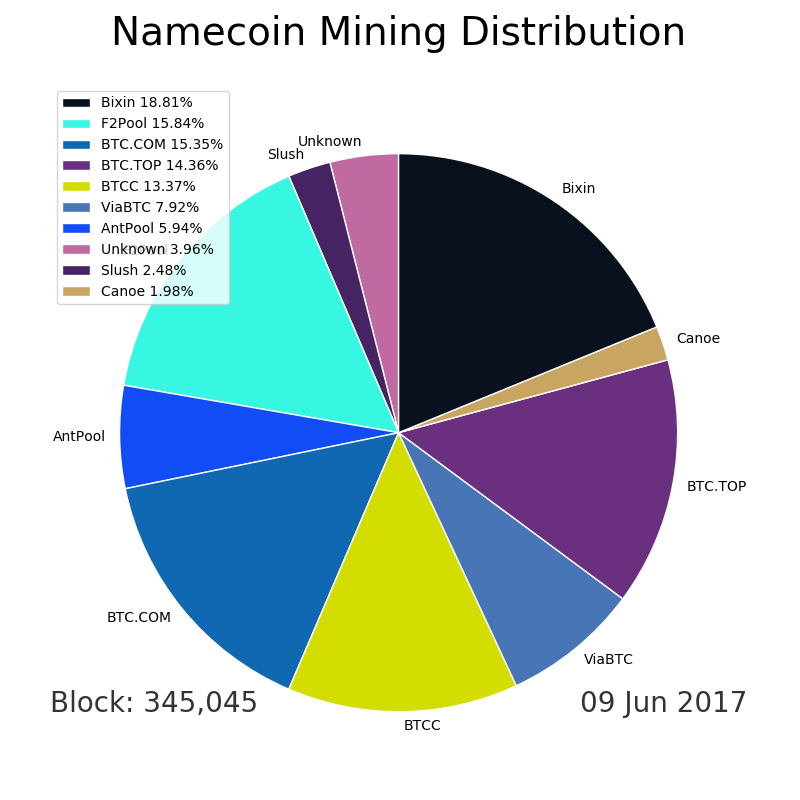 Namecoin Mining Distribution
Bixin 18.81%
F2Pool 15.84%
BTC.COM 15.35%
BTC.TOP 14.36%
BTCC 13.37%
ViaBTC 7.92%
AntPool 5.94%
Unknown 3.96%
Slush 2.48%
Canoe 1.98%
Unknown
Slush
Bixin
Canoe
AntPool
BTC.TOP
BTC.COM
ViaBTC
Block: 345,045
09 Jun 2017
BTCC